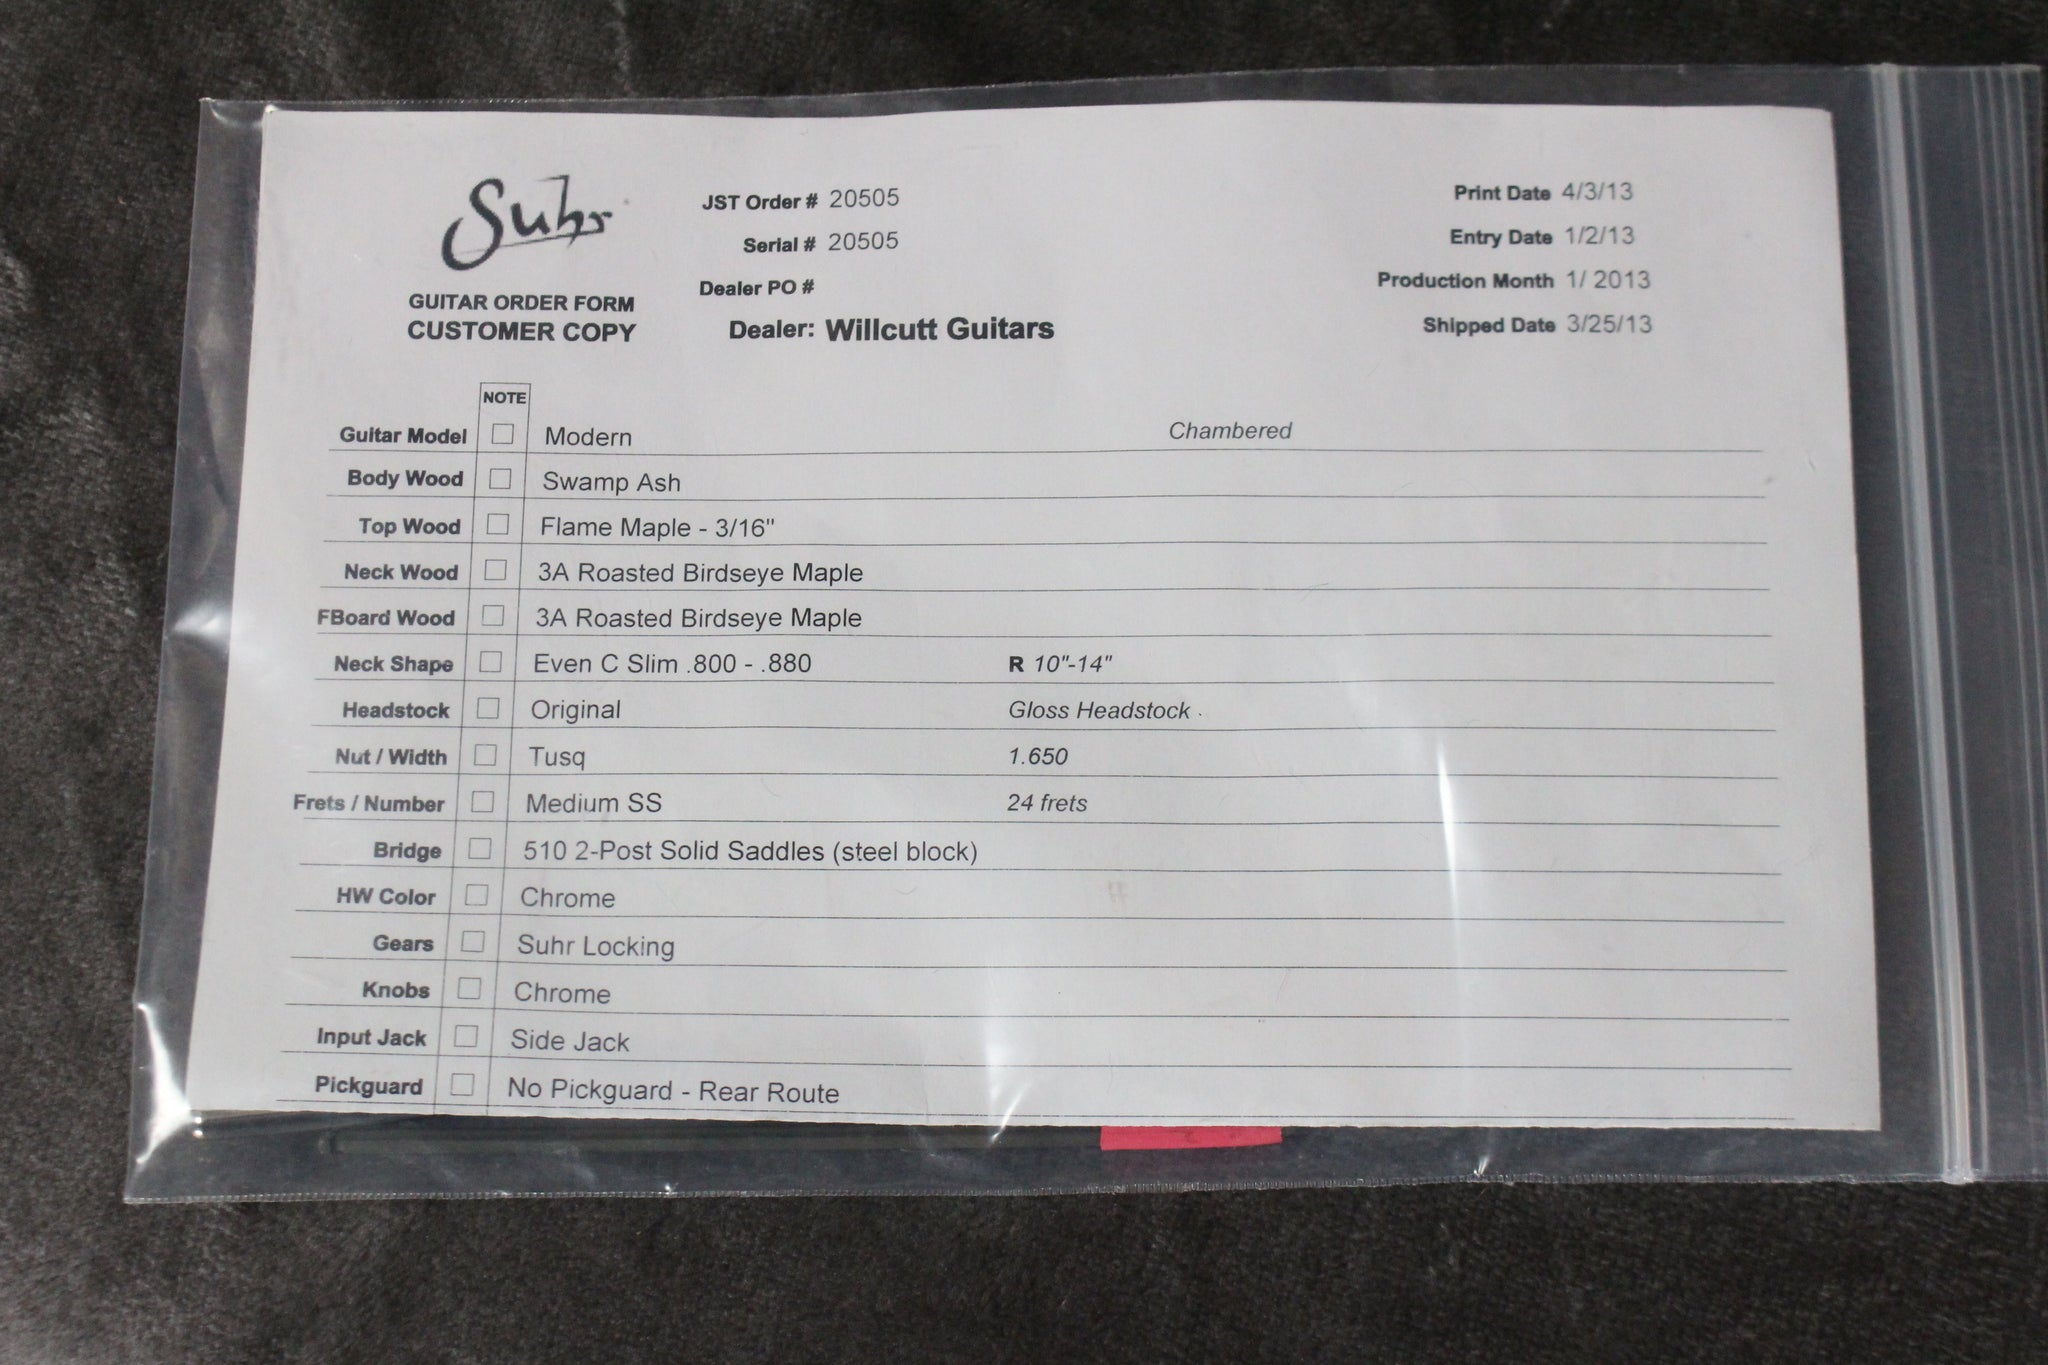 Suhr
GUITAR ORDER FORM
CUSTOMER COPY
JST Order # 20505
Serial # 20505
Dealer PO #
Dealer: Willcutt Guitars
Print Date 4/3/13
Entry Date 1/2/13
Production Month 1/ 2013
Shipped Date 3/25/13
NOTE
Guitar Model Modern Chambered
Body Wood Swamp Ash
Top Wood Flame Maple - 3/16"
Neck Wood 3A Roasted Birdseye Maple
FBoard Wood 3A Roasted Birdseye Maple
Neck Shape Even C Slim .800 - .880 R 10"-14"
Headstock Original Gloss Headstock
Nut / Width Tusq 1.650
Frets / Number Medium SS 24 frets
Bridge 510 2-Post Solid Saddles (steel block)
HW Color Chrome
Gears Suhr Locking
Knobs Chrome
Input Jack Side Jack
Pickguard No Pickguard - Rear Route